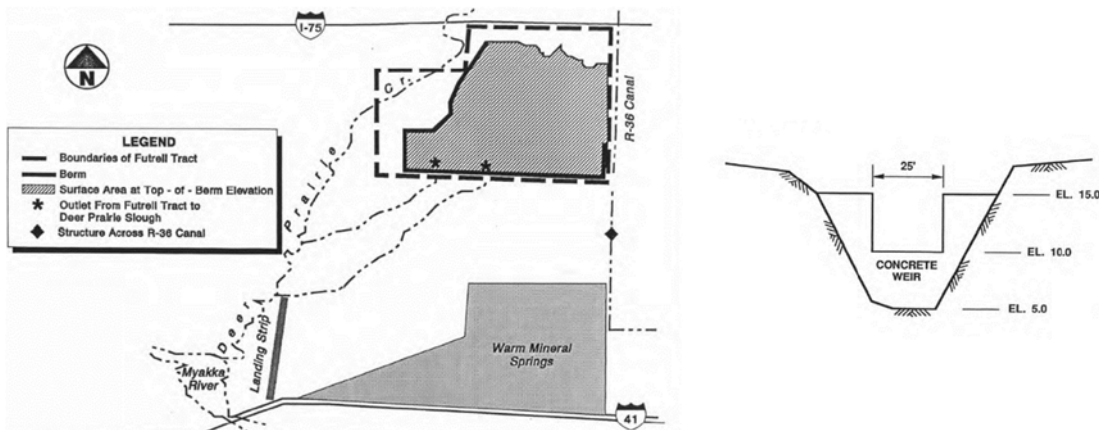 I-75
N
Deer Prairie Cr.
R-36 Canal
LEGEND
Boundaries of Futrell Tract
Berm
Surface Area at Top - of - Berm Elevation
Outlet From Futrell Tract to
Deer Prairie Slough
Structure Across R-36 Canal
Landing Strip
Myakka
River
Warm Mineral
Springs
41
25'
EL. 15.0
CONCRETE
WEIR
EL. 10.0
EL. 5.0